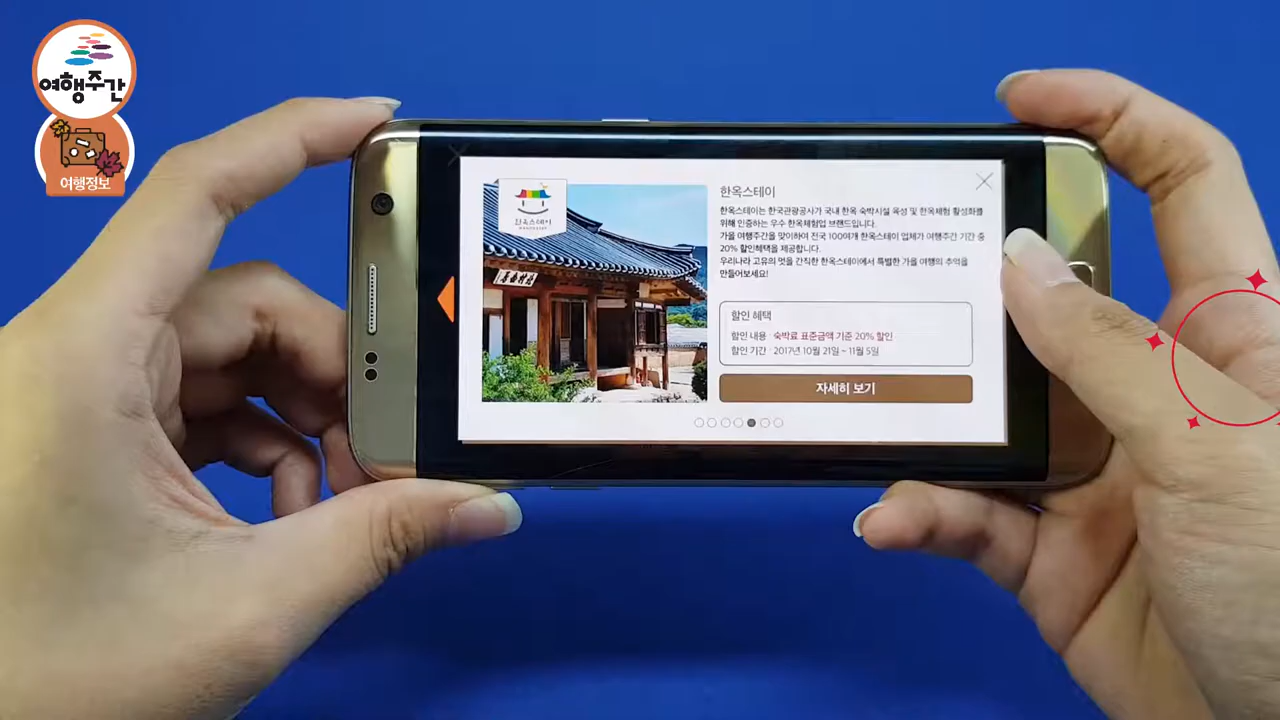 여행주간
여행정보
한옥스테이
한옥스테이
한옥스테이는 한국관광공사가 국내 한옥 숙박시설 육성 및 한옥체험 활성화를
위해 인증하는 우수 한옥체험업 브랜드입니다.
가을 여행주간을 맞이하여 전국 100여개 한옥스테이 업체가 여행주간 기간 중
20% 할인혜택을 제공합니다.
우리나라 고유의 멋을 간직한 한옥스테이에서 특별한 가을 여행의 추억을
만들어보세요!
할인 혜택
할인 내용 : 숙박료 표준금액 기준 20% 할인
할인 기간 : 2017년 10월 21일 ~ 11월 5일
자세히 보기